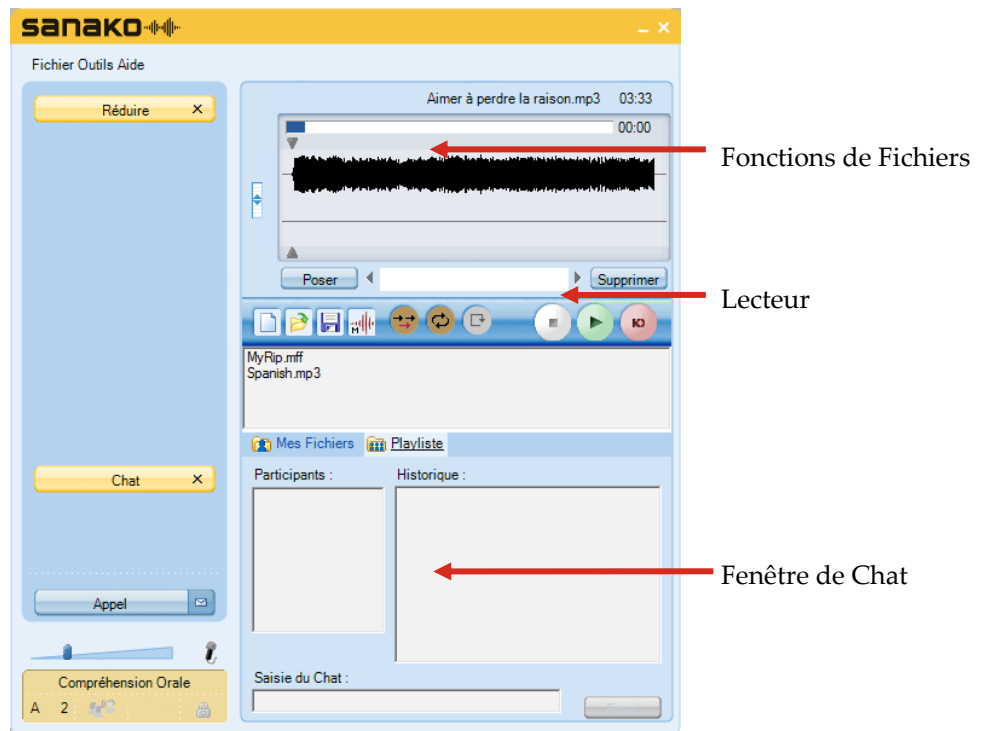 sanako
Fichier Outils Aide
Réduire
Aimer à perdre la raison.mp3 03:33
00:00
Fonctions de Fichiers
Poser
Supprimer
Lecteur
M
MyRip.mff
Spanish.mp3
Mes Fichiers Playliste
Chat
Participants :
Historique :
Fenêtre de Chat
Appel
Compréhension Orale
A 2
Saisie du Chat :